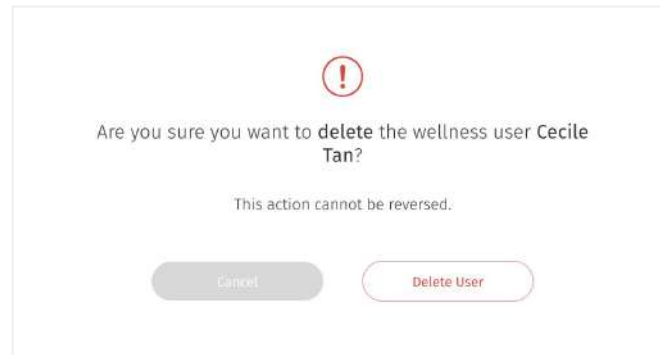 !
Are you sure you want to delete the wellness user Cecile
Tan?
This action cannot be reversed.
Cancel
Delete User